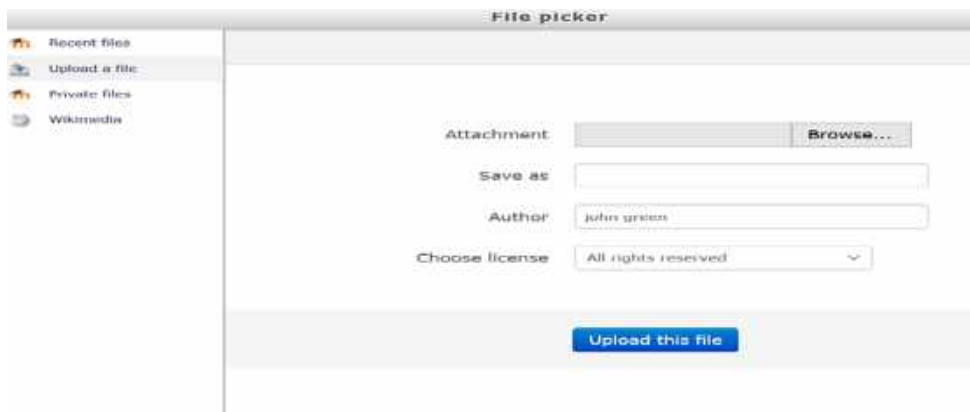 File picker
Recent files
Upload a file
Private files
Wikimedia
Attachment
Browse...
Save as
Author
john green
Choose license
All rights reserved
Upload this file